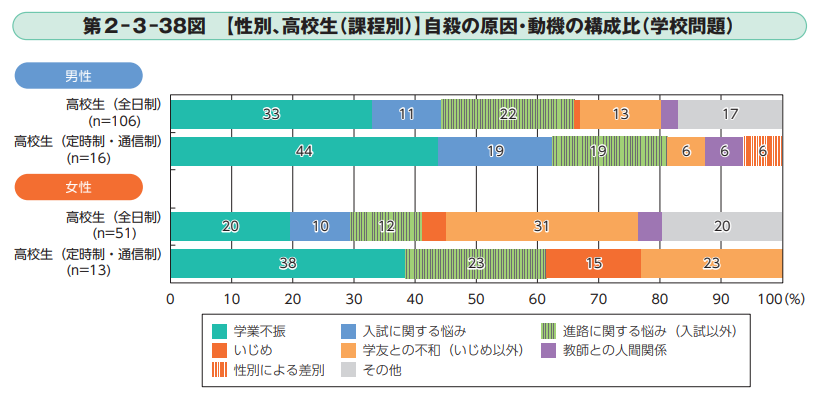 第2-3-38図 【性別、高校生(課程別)】自殺の原因・動機の構成比(学校問題)
男性
高校生(全日制)
(n=106)
33 11 22 13 17
高校生(定時制・通信制)
(n=16)
44 19 19 6 6 6
女性
高校生(全日制)
(n=51)
20 10 12 31 20
高校生(定時制・通信制)
(n=13)
38 23 15 23
0 10 20 30 40 50 60 70 80 90 100(%)
学業不振 入試に関する悩み 進路に関する悩み(入試以外)
いじめ 学友との不和(いじめ以外) 教師との人間関係
性別による差別 その他